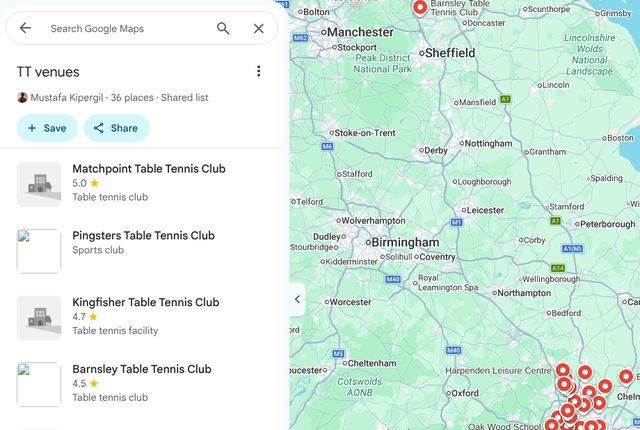 Search Google Maps
TT venues
Mustafa Kipergil · 36 places · Shared list
Save
Share
Matchpoint Table Tennis Club
5.0
Table tennis club
Pingsters Table Tennis Club
Sports club
Kingfisher Table Tennis Club
4.7
Table tennis facility
Barnsley Table Tennis Club
4.5
Table tennis club
Barnsley Table
Tennis Club
Bolton
M62
Manchester
Stockport
Doncaster
Scunthorpe
Grimsby
Sheffield
Peak District
National Park
Lincolnshire
Wolds
National
Landscape
Lincoln
Mansfield
A1
Stoke-on-Trent
M6
Derby
Nottingham
Grantham
Boston
Stafford
Loughborough
Spalding
Telford
Wolverhampton
Leicester
M1
Stamford
A1
Peterborough
Dudley
Stourbridge
Birmingham
Corby
A1(M)
Kidderminster
Solihull
Coventry
A14
M40
Royal
Leamington Spa
Wellingborough
Northampton
Worcester
Bedford
M5
M40
Cheltenham
Harpenden Leisure Centre
Cotswolds
AONB
Oxford
Chelm
Oak Wood School